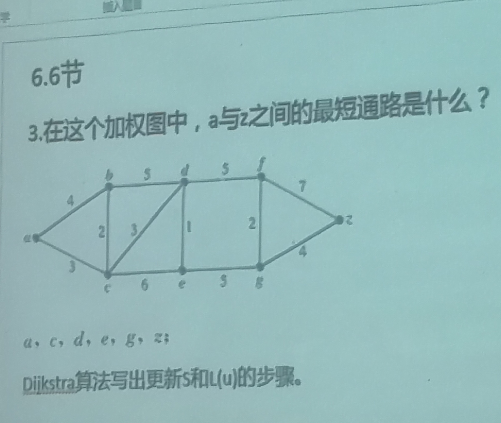 插入题
6.6节
3.在这个加权图中，a与z之间的最短通路是什么？
b 5 d 5 f
4 7
a 2 3 1 2 z
3 4
c 6 e 5 g
a，c，d，e，g，z；
Dijkstra算法写出更新S和L(u)的步骤。